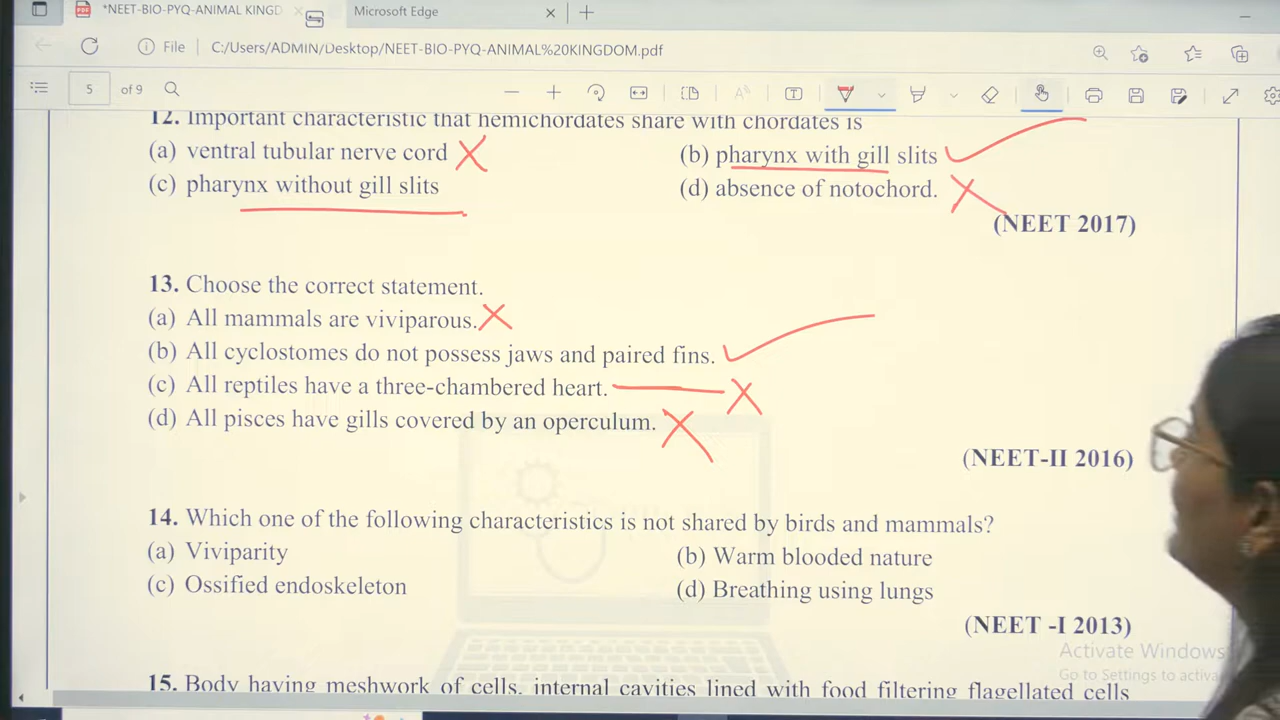 *NEET-BIO-PYQ-ANIMAL KINGD
Microsoft Edge
File
C:/Users/ADMIN/Desktop/NEET-BIO-PYQ-ANIMAL%20KINGDOM.pdf
5 of 9
12. Important characteristic that hemichordates share with chordates is
(a) ventral tubular nerve cord (b) pharynx with gill slits
(c) pharynx without gill slits (d) absence of notochord.
(NEET 2017)
13. Choose the correct statement.
(a) All mammals are viviparous.
(b) All cyclostomes do not possess jaws and paired fins.
(c) All reptiles have a three-chambered heart.
(d) All pisces have gills covered by an operculum.
(NEET-II 2016)
14. Which one of the following characteristics is not shared by birds and mammals?
(a) Viviparity (b) Warm blooded nature
(c) Ossified endoskeleton (d) Breathing using lungs
(NEET -I 2013)
Activate Windows
Go to Settings to activa
15. Body having meshwork of cells, internal cavities lined with food filtering flagellated cells